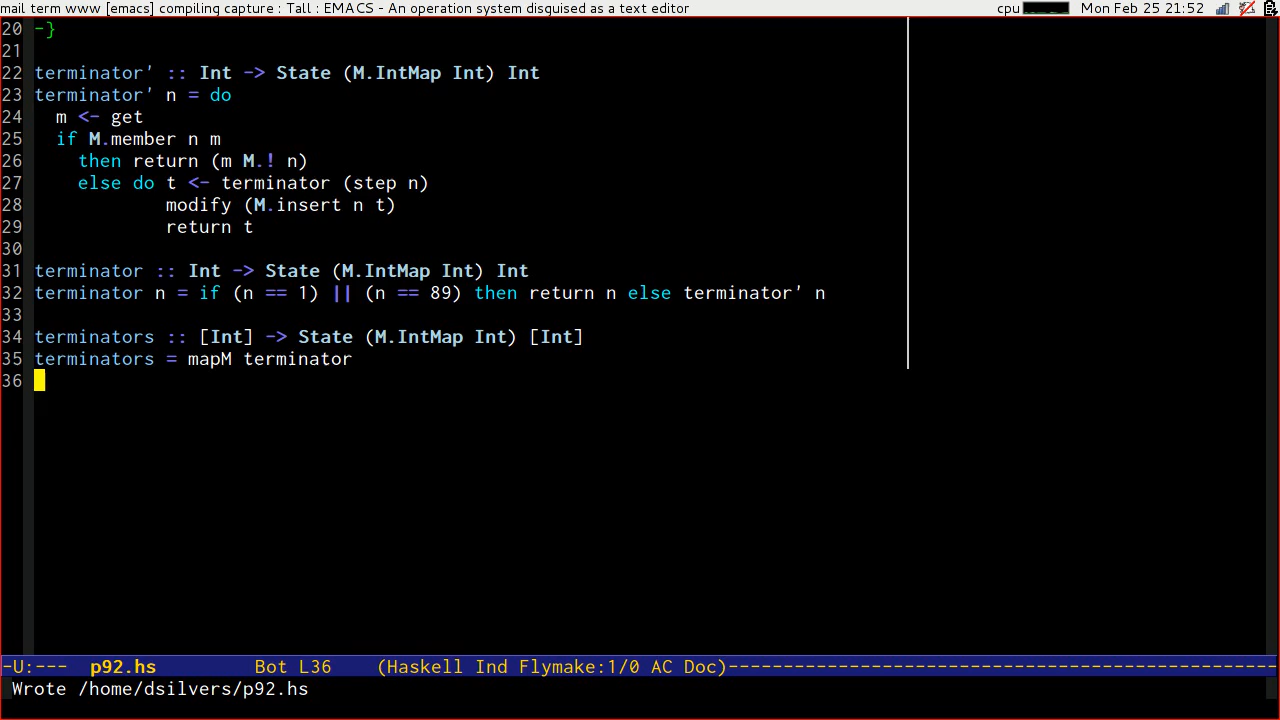 mail term www [emacs] compiling capture : Tall : EMACS - An operation system disguised as a text editor cpu Mon Feb 25 21:52
20 -}
21
22 terminator' :: Int -> State (M.IntMap Int) Int
23 terminator' n = do
24   m <- get
25   if M.member n m
26     then return (m M.! n)
27     else do t <- terminator (step n)
28             modify (M.insert n t)
29             return t
30
31 terminator :: Int -> State (M.IntMap Int) Int
32 terminator n = if (n == 1) || (n == 89) then return n else terminator' n
33
34 terminators :: [Int] -> State (M.IntMap Int) [Int]
35 terminators = mapM terminator
36
-U:--- p92.hs Bot L36 (Haskell Ind Flymake:1/0 AC Doc)--------------------------------------------------
Wrote /home/dsilvers/p92.hs